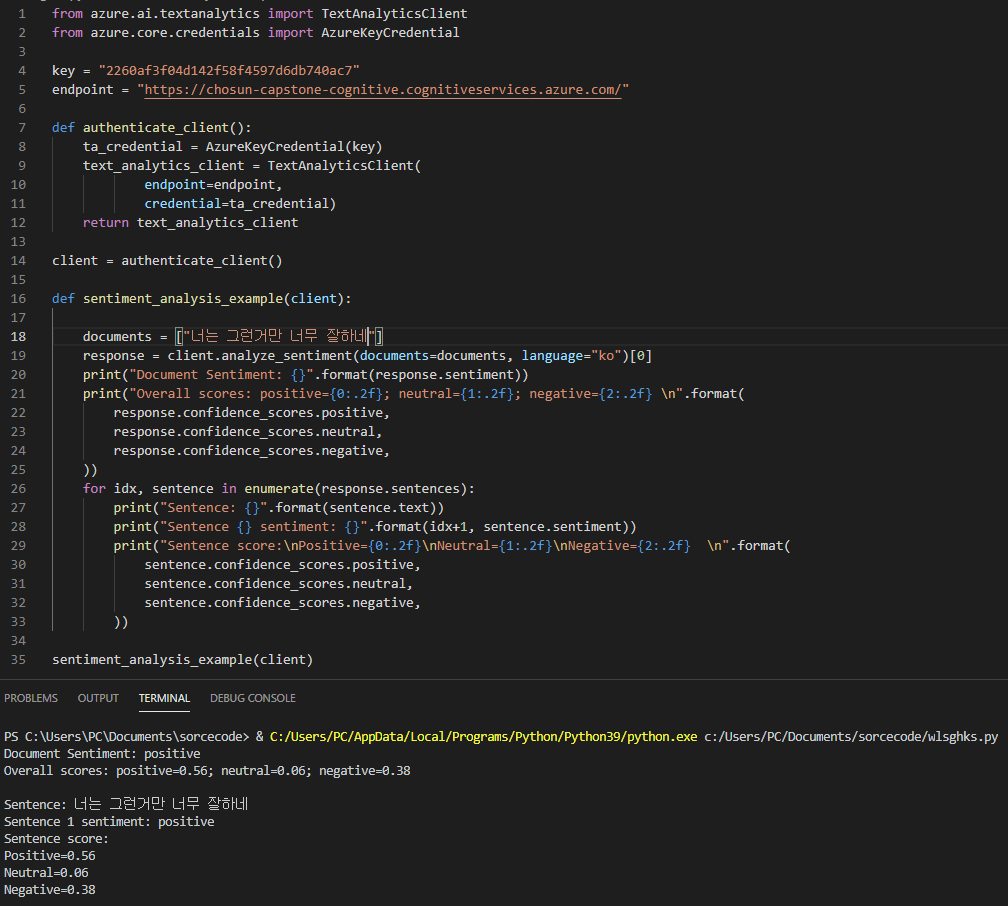 1 from azure.ai.textanalytics import TextAnalyticsClient
2 from azure.core.credentials import AzureKeyCredential
3
4 key = "2260af3f04d142f58f4597d6db740ac7"
5 endpoint = "https://chosun-capstone-cognitive.cognitiveservices.azure.com/"
6
7 def authenticate_client():
8     ta_credential = AzureKeyCredential(key)
9     text_analytics_client = TextAnalyticsClient(
10             endpoint=endpoint,
11             credential=ta_credential)
12     return text_analytics_client
13
14 client = authenticate_client()
15
16 def sentiment_analysis_example(client):
17
18     documents = ["너는 그런거만 너무 잘하네"]
19     response = client.analyze_sentiment(documents=documents, language="ko")[0]
20     print("Document Sentiment: {}".format(response.sentiment))
21     print("Overall scores: positive={0:.2f}; neutral={1:.2f}; negative={2:.2f} \n".format(
22         response.confidence_scores.positive,
23         response.confidence_scores.neutral,
24         response.confidence_scores.negative,
25     ))
26     for idx, sentence in enumerate(response.sentences):
27         print("Sentence: {}".format(sentence.text))
28         print("Sentence {} sentiment: {}".format(idx+1, sentence.sentiment))
29         print("Sentence score:\nPositive={0:.2f}\nNeutral={1:.2f}\nNegative={2:.2f}  \n".format(
30             sentence.confidence_scores.positive,
31             sentence.confidence_scores.neutral,
32             sentence.confidence_scores.negative,
33         ))
34
35 sentiment_analysis_example(client)
PROBLEMS OUTPUT TERMINAL DEBUG CONSOLE
PS C:\Users\PC\Documents\sorcecode> & C:/Users/PC/AppData/Local/Programs/Python/Python39/python.exe c:/Users/PC/Documents/sorcecode/wlsghks.py
Document Sentiment: positive
Overall scores: positive=0.56; neutral=0.06; negative=0.38
Sentence: 너는 그런거만 너무 잘하네
Sentence 1 sentiment: positive
Sentence score:
Positive=0.56
Neutral=0.06
Negative=0.38